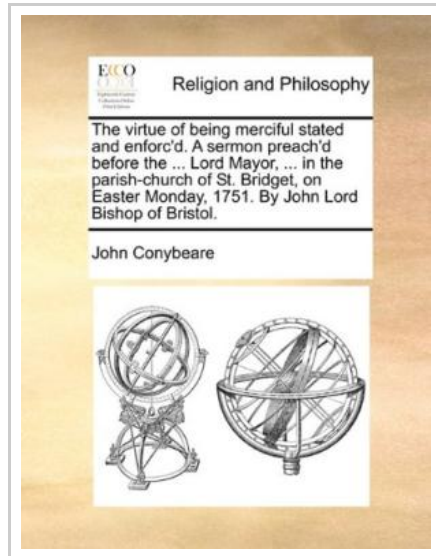 ECCO
Religion and Philosophy
The virtue of being merciful stated
and enforc'd. A sermon preach'd
before the ... Lord Mayor, ... in the
parish-church of St. Bridget, on
Easter Monday, 1751. By John Lord
Bishop of Bristol.
John Conybeare